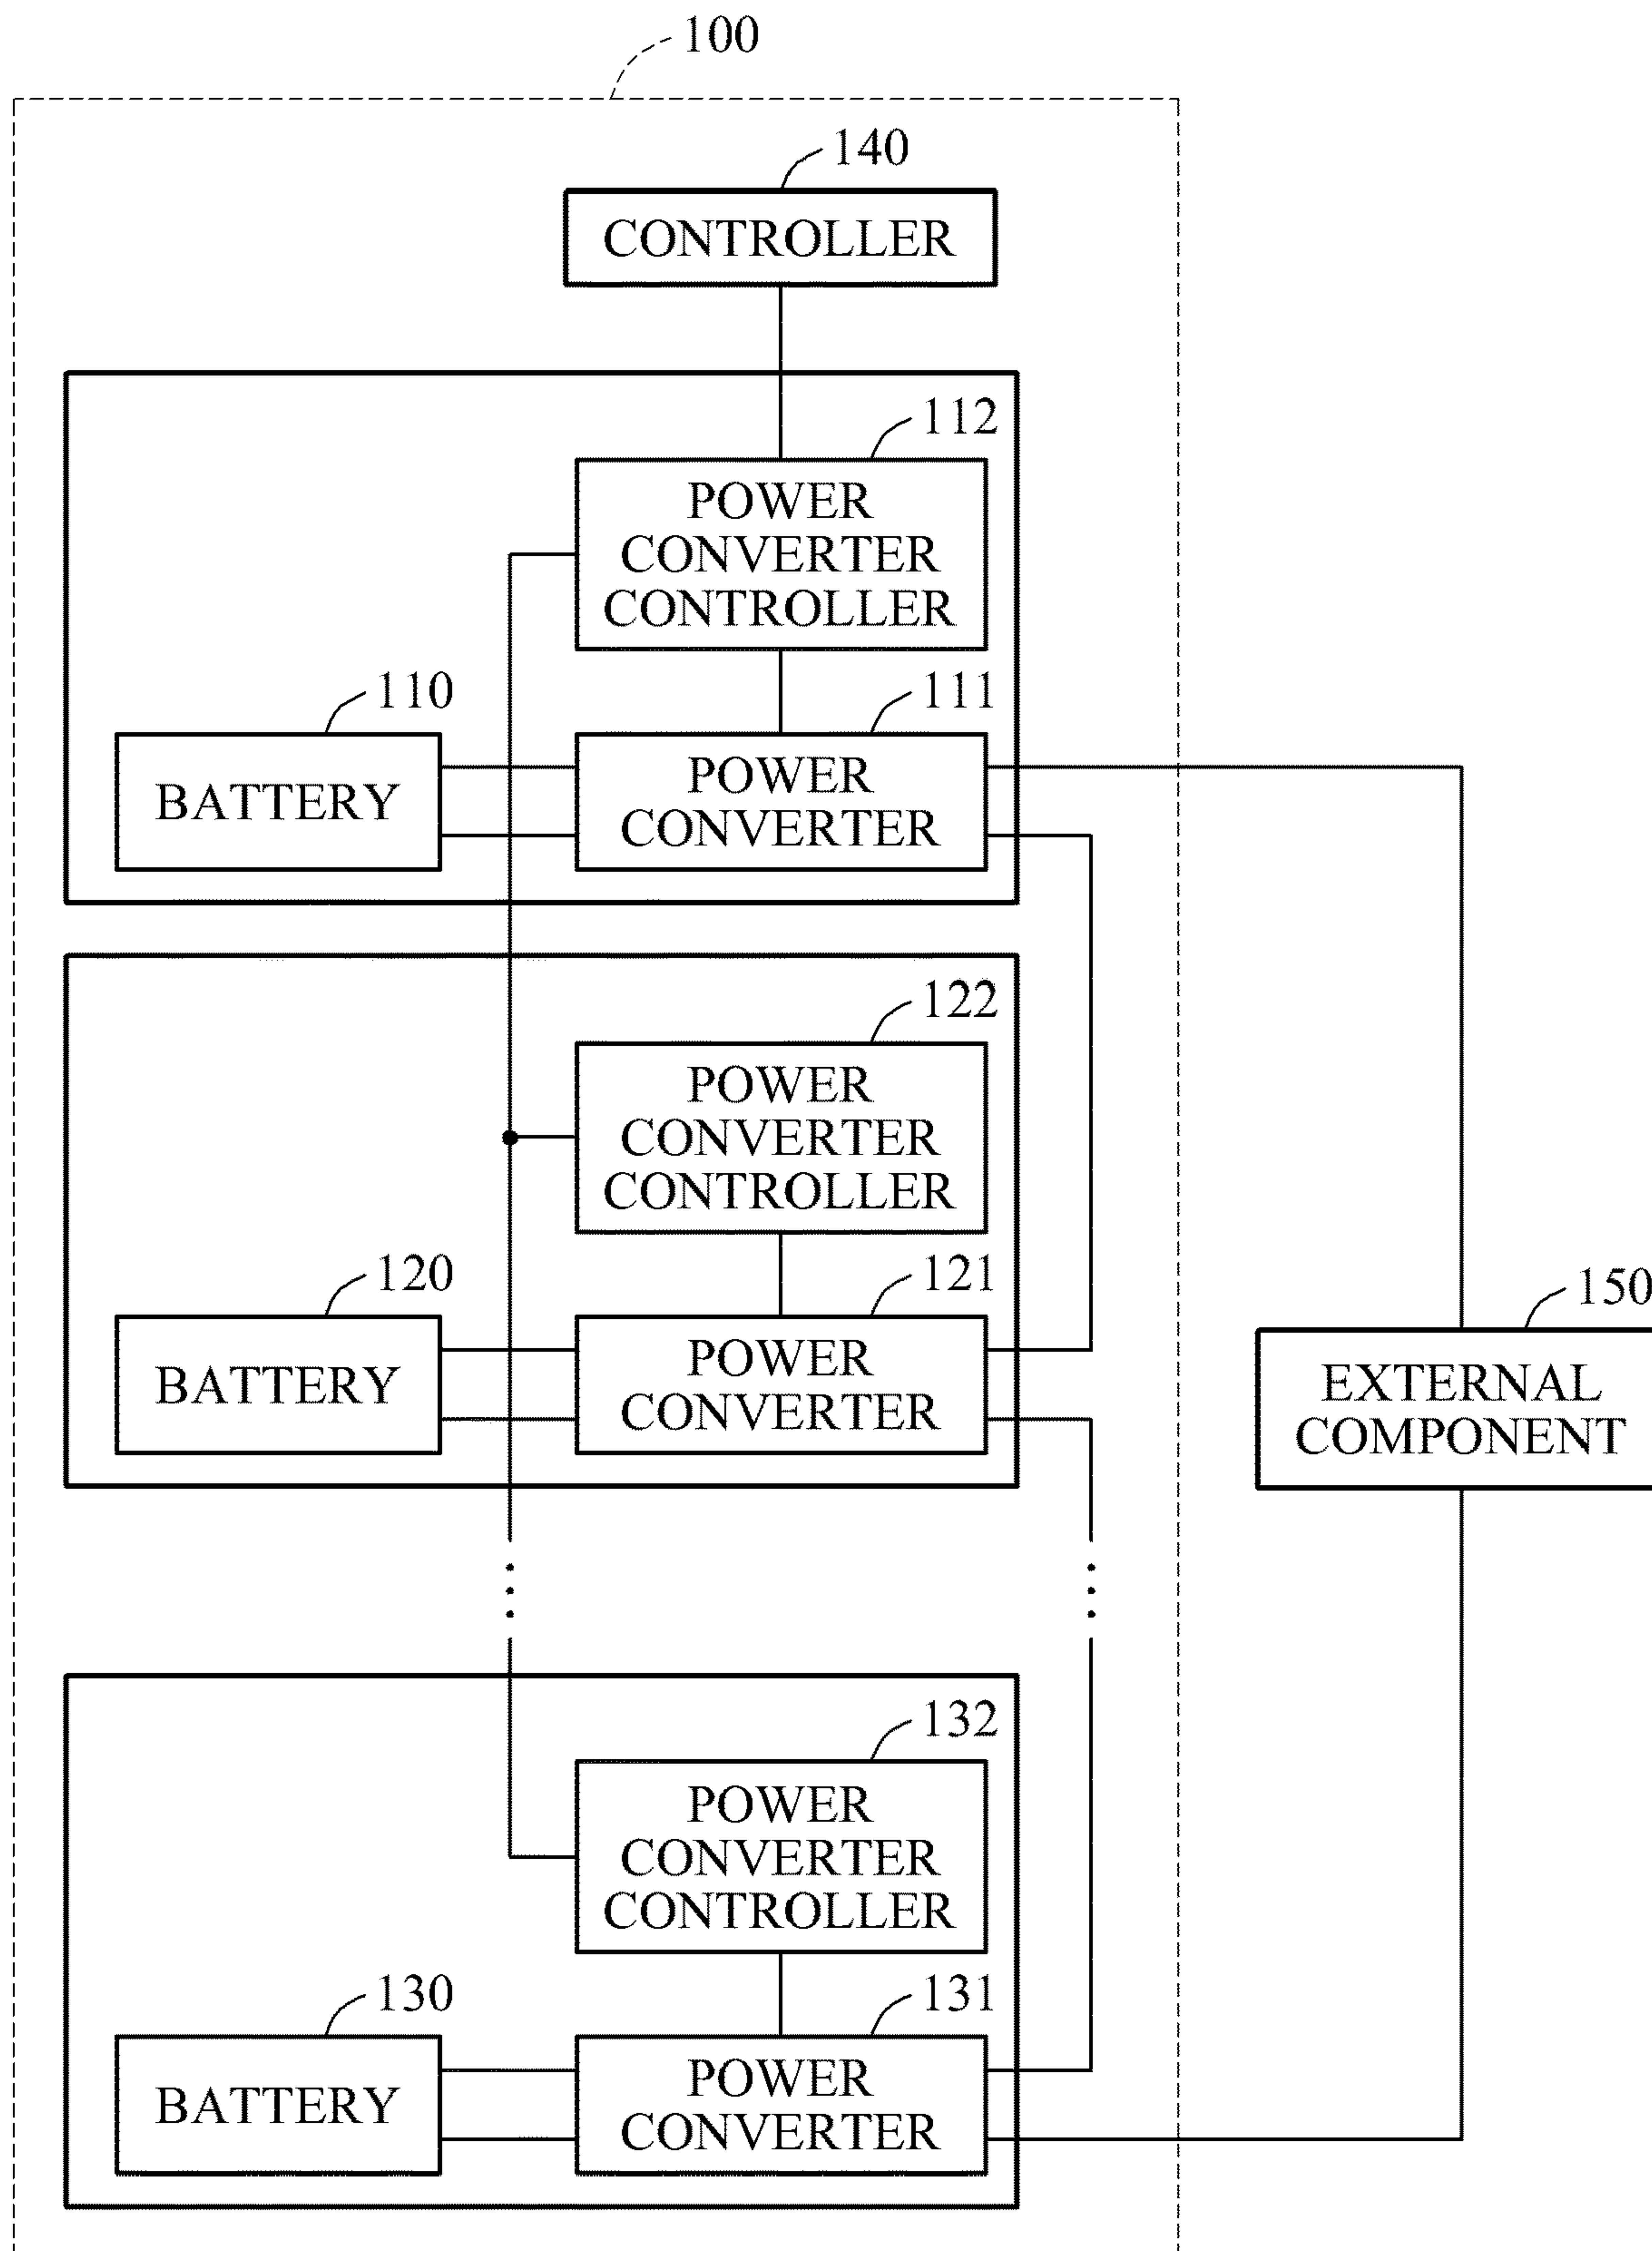 100
140
CONTROLLER
112
POWER
CONVERTER
CONTROLLER
110
111
BATTERY
POWER
CONVERTER
122
POWER
CONVERTER
CONTROLLER
120
121
BATTERY
POWER
CONVERTER
150
EXTERNAL
COMPONENT
132
POWER
CONVERTER
CONTROLLER
130
131
BATTERY
POWER
CONVERTER